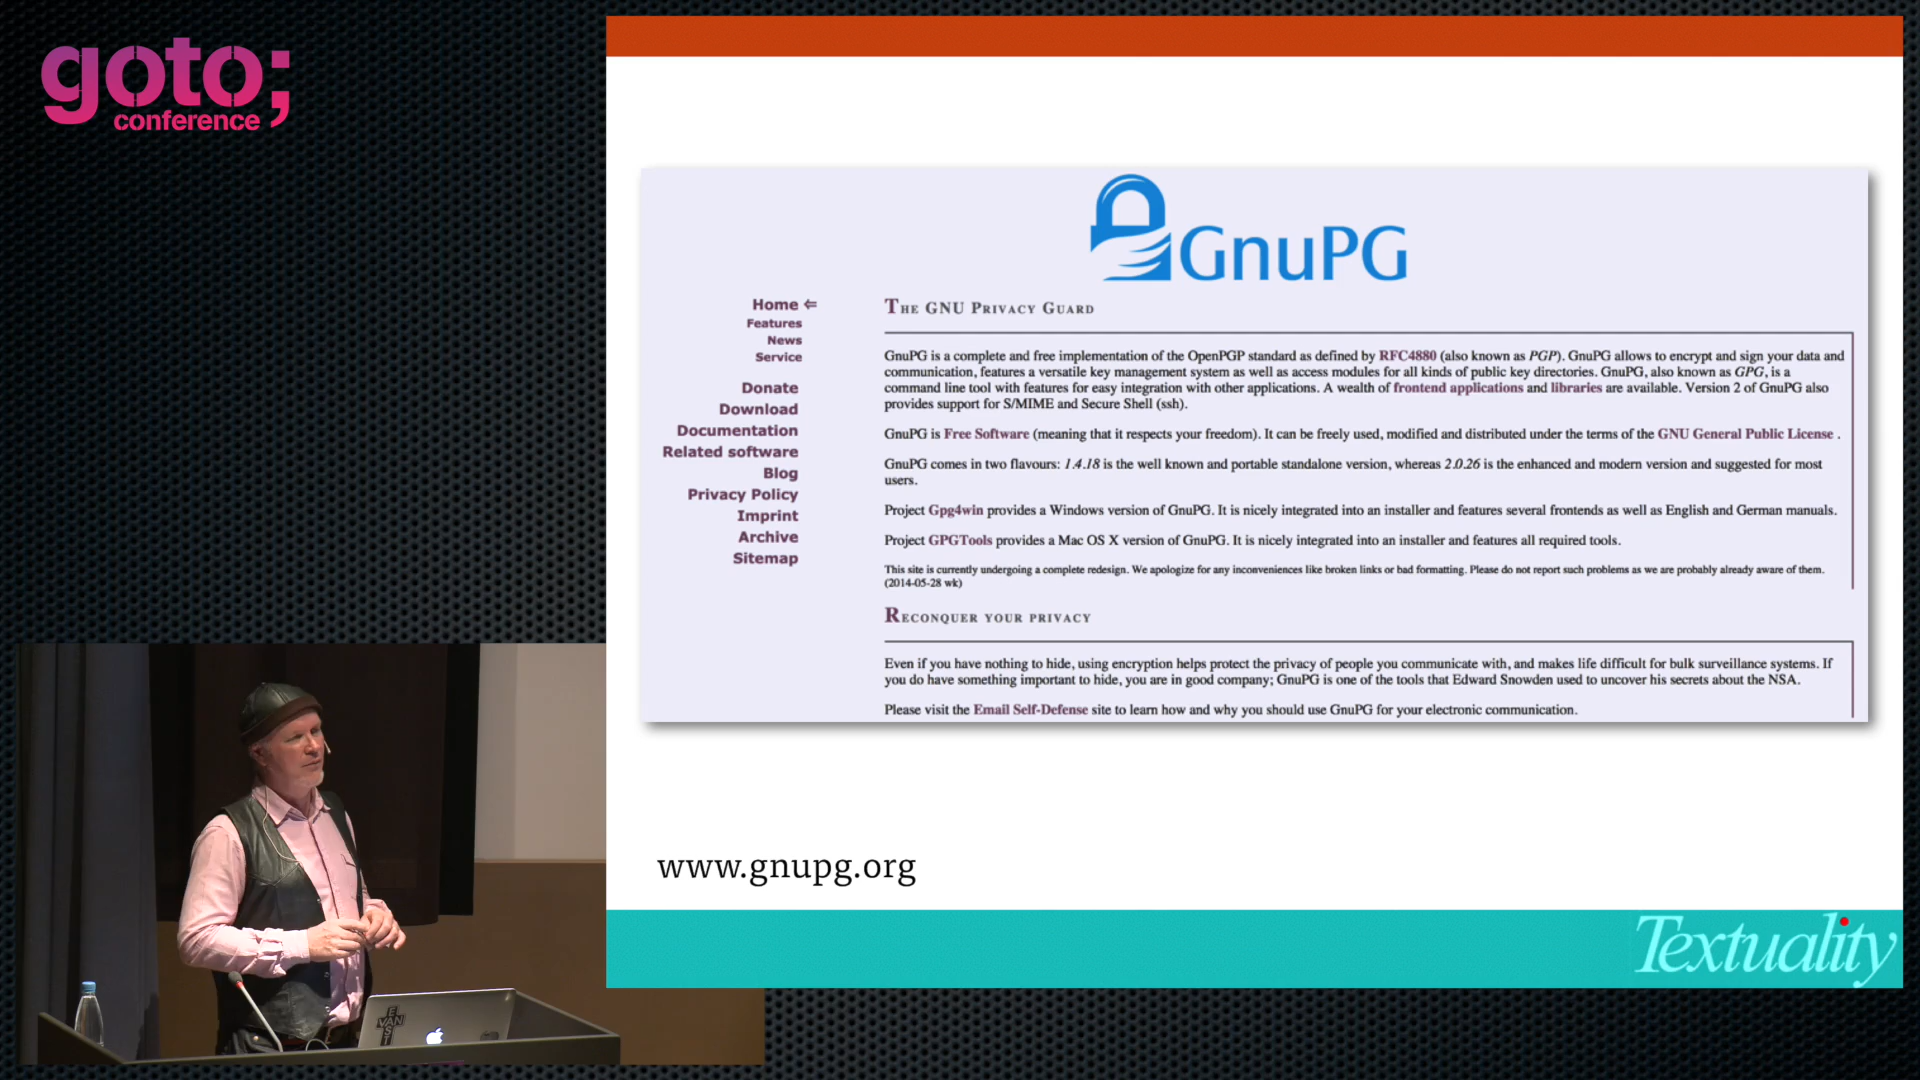 goto;
conference
GnuPG
Home ⇐
Features
News
Service
Donate
Download
Documentation
Related software
Blog
Privacy Policy
Imprint
Archive
Sitemap
THE GNU PRIVACY GUARD
GnuPG is a complete and free implementation of the OpenPGP standard as defined by RFC4880 (also known as PGP). GnuPG allows to encrypt and sign your data and
communication, features a versatile key management system as well as access modules for all kinds of public key directories. GnuPG, also known as GPG, is a
command line tool with features for easy integration with other applications. A wealth of frontend applications and libraries are available. Version 2 of GnuPG also
provides support for S/MIME and Secure Shell (ssh).
GnuPG is Free Software (meaning that it respects your freedom). It can be freely used, modified and distributed under the terms of the GNU General Public License .
GnuPG comes in two flavours: 1.4.18 is the well known and portable standalone version, whereas 2.0.26 is the enhanced and modern version and suggested for most
users.
Project Gpg4win provides a Windows version of GnuPG. It is nicely integrated into an installer and features several frontends as well as English and German manuals.
Project GPGTools provides a Mac OS X version of GnuPG. It is nicely integrated into an installer and features all required tools.
This site is currently undergoing a complete redesign. We apologize for any inconveniences like broken links or bad formatting. Please do not report such problems as we are probably already aware of them.
(2014-05-28 wk)
RECONQUER YOUR PRIVACY
Even if you have nothing to hide, using encryption helps protect the privacy of people you communicate with, and makes life difficult for bulk surveillance systems. If
you do have something important to hide, you are in good company; GnuPG is one of the tools that Edward Snowden used to uncover his secrets about the NSA.
Please visit the Email Self-Defense site to learn how and why you should use GnuPG for your electronic communication.
www.gnupg.org
Textuality